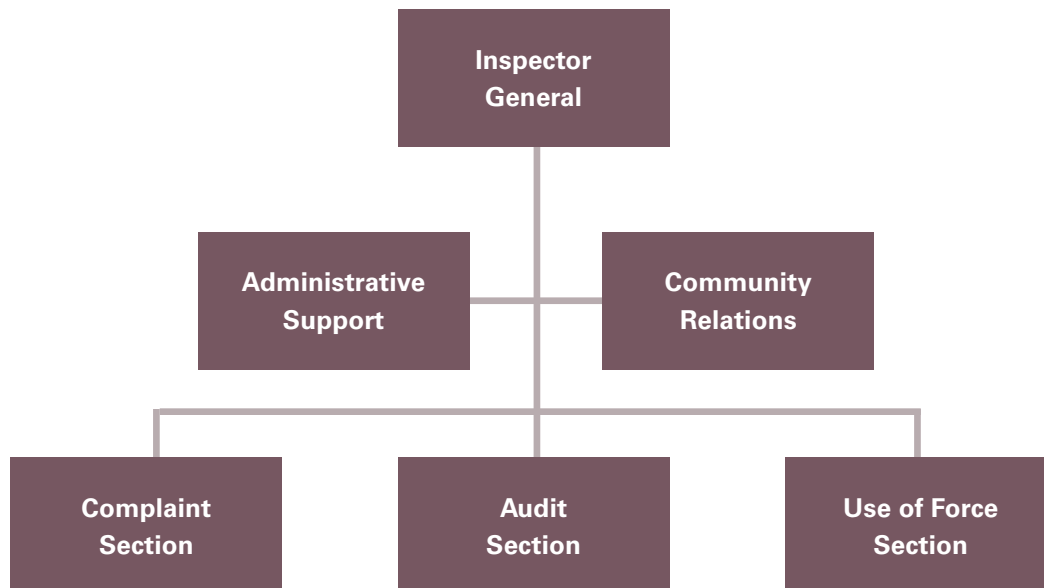 Inspector
General
Administrative
Support
Community
Relations
Complaint
Section
Audit
Section
Use of Force
Section